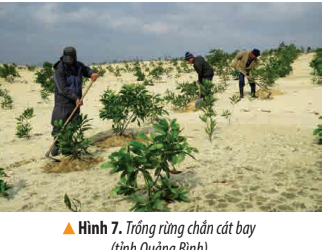 ▲ Hình 7. Trồng rừng chắn cát bay
(tỉnh Quảng Bình)